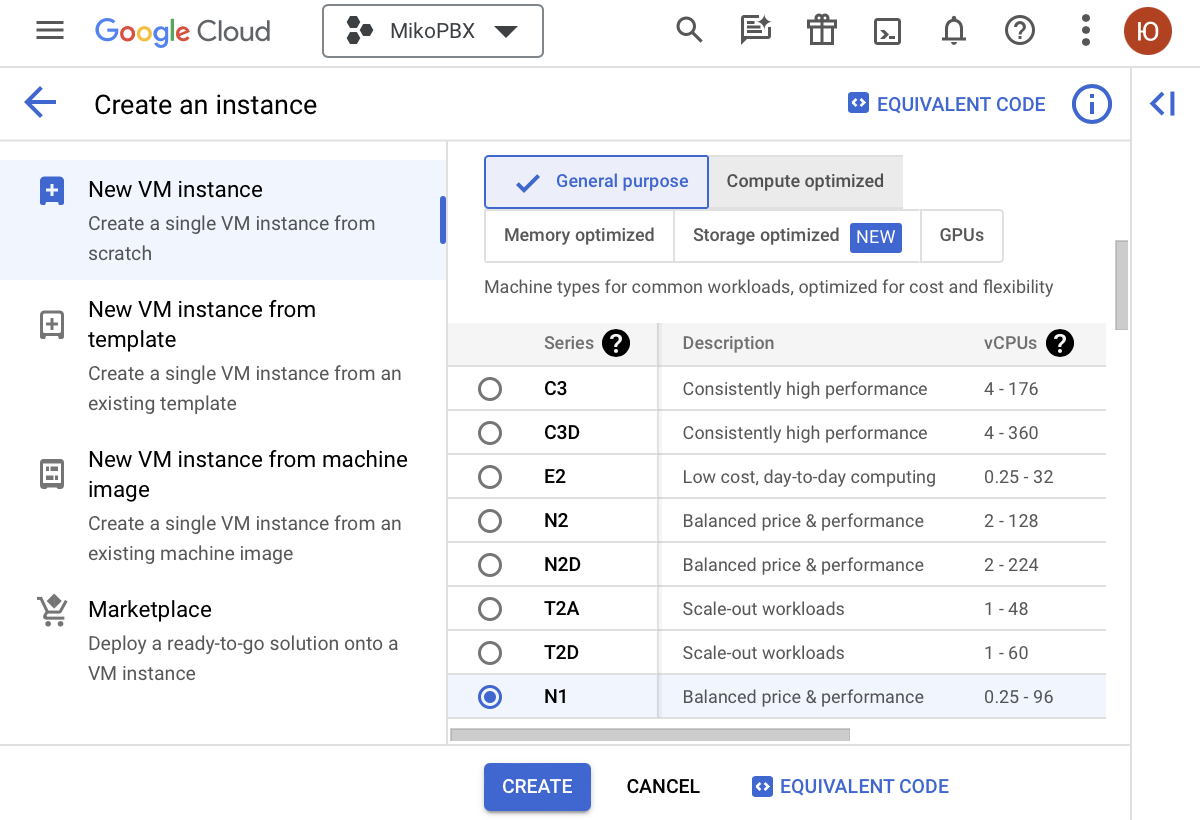 Google Cloud
MikoPBX
Ю
Create an instance
EQUIVALENT CODE
New VM instance
Create a single VM instance from
scratch
New VM instance from
template
Create a single VM instance from an
existing template
New VM instance from machine
image
Create a single VM instance from an
existing machine image
Marketplace
Deploy a ready-to-go solution onto a
VM instance
General purpose
Compute optimized
Memory optimized
Storage optimized NEW
GPUs
Machine types for common workloads, optimized for cost and flexibility
Series ? Description vCPUs ?
C3 Consistently high performance 4 - 176
C3D Consistently high performance 4 - 360
E2 Low cost, day-to-day computing 0.25 - 32
N2 Balanced price & performance 2 - 128
N2D Balanced price & performance 2 - 224
T2A Scale-out workloads 1 - 48
T2D Scale-out workloads 1 - 60
N1 Balanced price & performance 0.25 - 96
CREATE
CANCEL
EQUIVALENT CODE